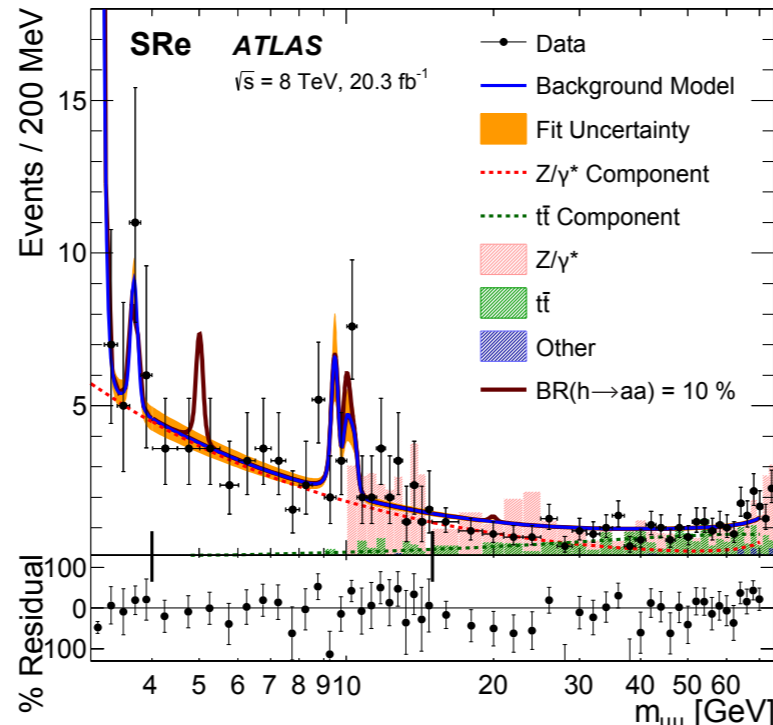 SRe ATLAS
√s = 8 TeV, 20.3 fb⁻¹
Data
Background Model
Fit Uncertainty
Z/γ* Component
tt̄ Component
Z/γ*
tt̄
Other
BR(h→aa) = 10 %
Events / 200 MeV
15
10
5
% Residual
100
0
100
4 5 6 7 8 9 10 20 30 40 50 60
m_μμ [GeV]